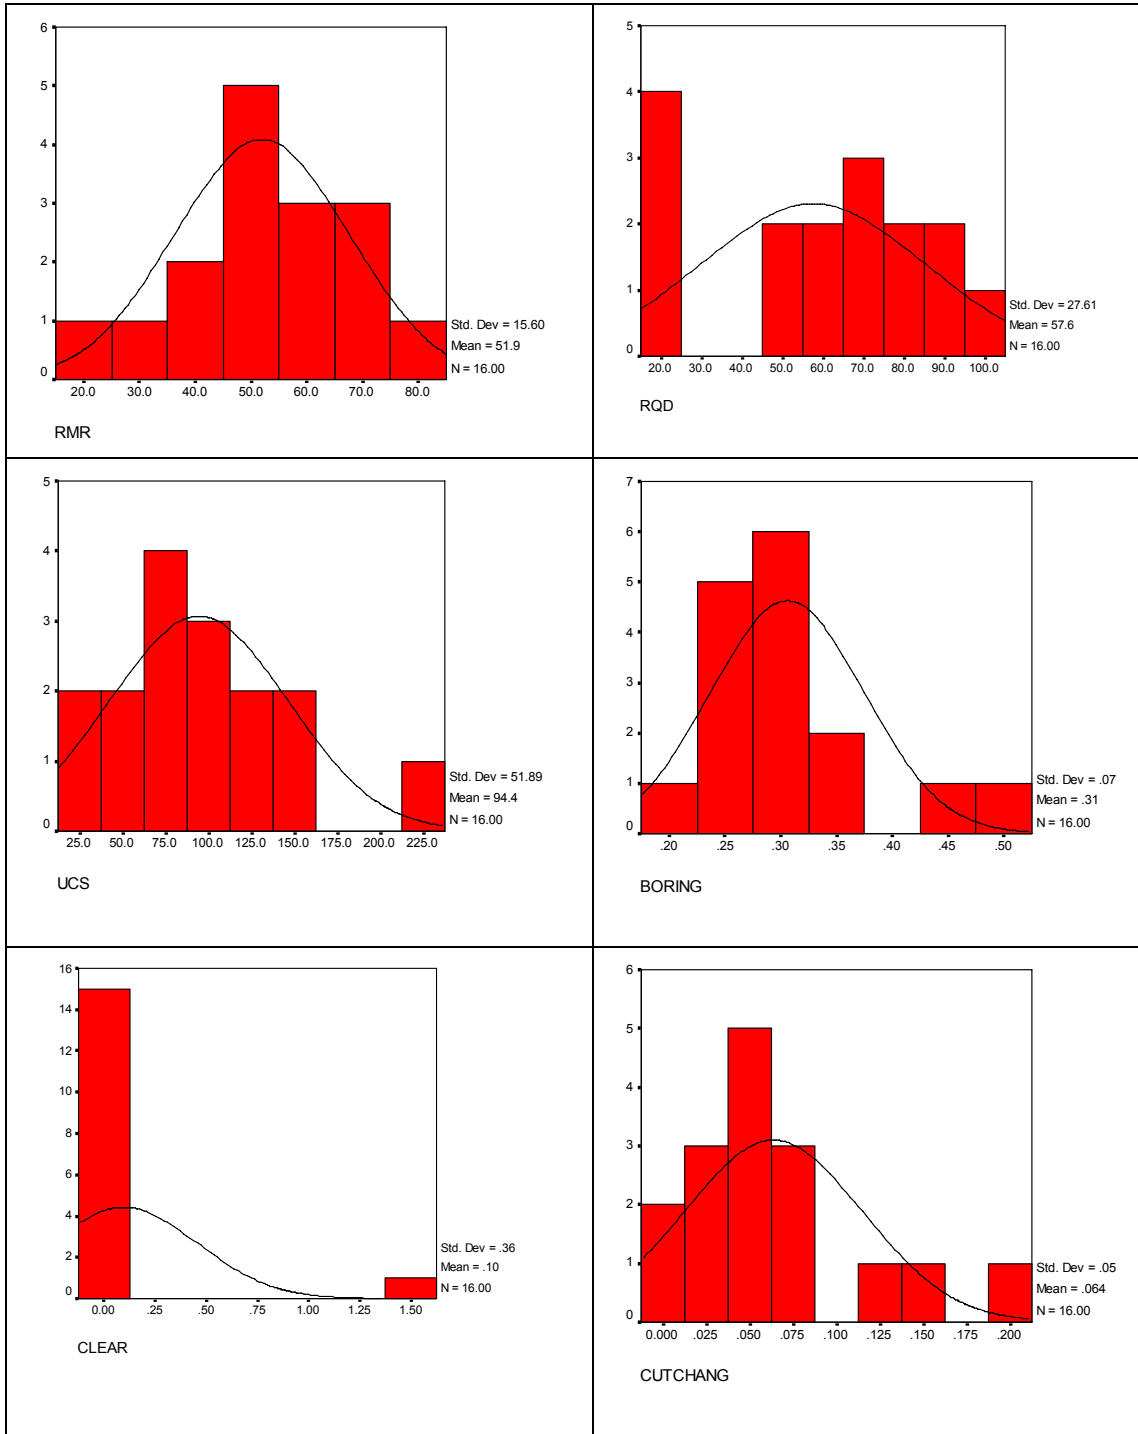 6
5
4
3
2
1
0
20.0 30.0 40.0 50.0 60.0 70.0 80.0
Std. Dev = 15.60
Mean = 51.9
N = 16.00
RMR
5
4
3
2
1
0
20.0 30.0 40.0 50.0 60.0 70.0 80.0 90.0 100.0
Std. Dev = 27.61
Mean = 57.6
N = 16.00
RQD
5
4
3
2
1
0
25.0 50.0 75.0 100.0 125.0 150.0 175.0 200.0 225.0
Std. Dev = 51.89
Mean = 94.4
N = 16.00
UCS
7
6
5
4
3
2
1
0
.20 .25 .30 .35 .40 .45 .50
Std. Dev = .07
Mean = .31
N = 16.00
BORING
16
14
12
10
8
6
4
2
0
0.00 .25 .50 .75 1.00 1.25 1.50
Std. Dev = .36
Mean = .10
N = 16.00
CLEAR
6
5
4
3
2
1
0
0.000 .025 .050 .075 .100 .125 .150 .175 .200
Std. Dev = .05
Mean = .064
N = 16.00
CUTCHANG